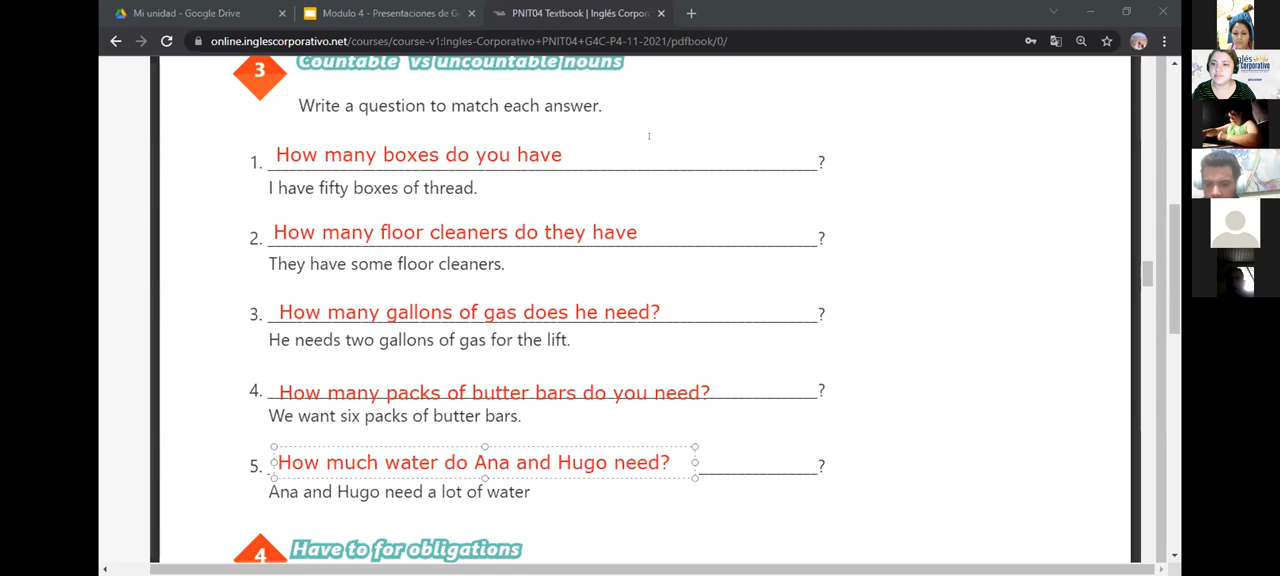 Mi unidad - Google Drive
Modulo 4 - Presentaciones de G
PNIT04 Textbook | Inglés Corpor
online.inglescorporativo.net/courses/course-v1:Ingles-Corporativo+PNIT04+G4C-P4-11-2021/pdfbook/0/
3
Countable vs(uncountable)nouns
Write a question to match each answer.
1. How many boxes do you have ?
I have fifty boxes of thread.
2. How many floor cleaners do they have ?
They have some floor cleaners.
3. How many gallons of gas does he need? ?
He needs two gallons of gas for the lift.
4. How many packs of butter bars do you need? ?
We want six packs of butter bars.
5. How much water do Ana and Hugo need? ?
Ana and Hugo need a lot of water
4
Have to for obligations